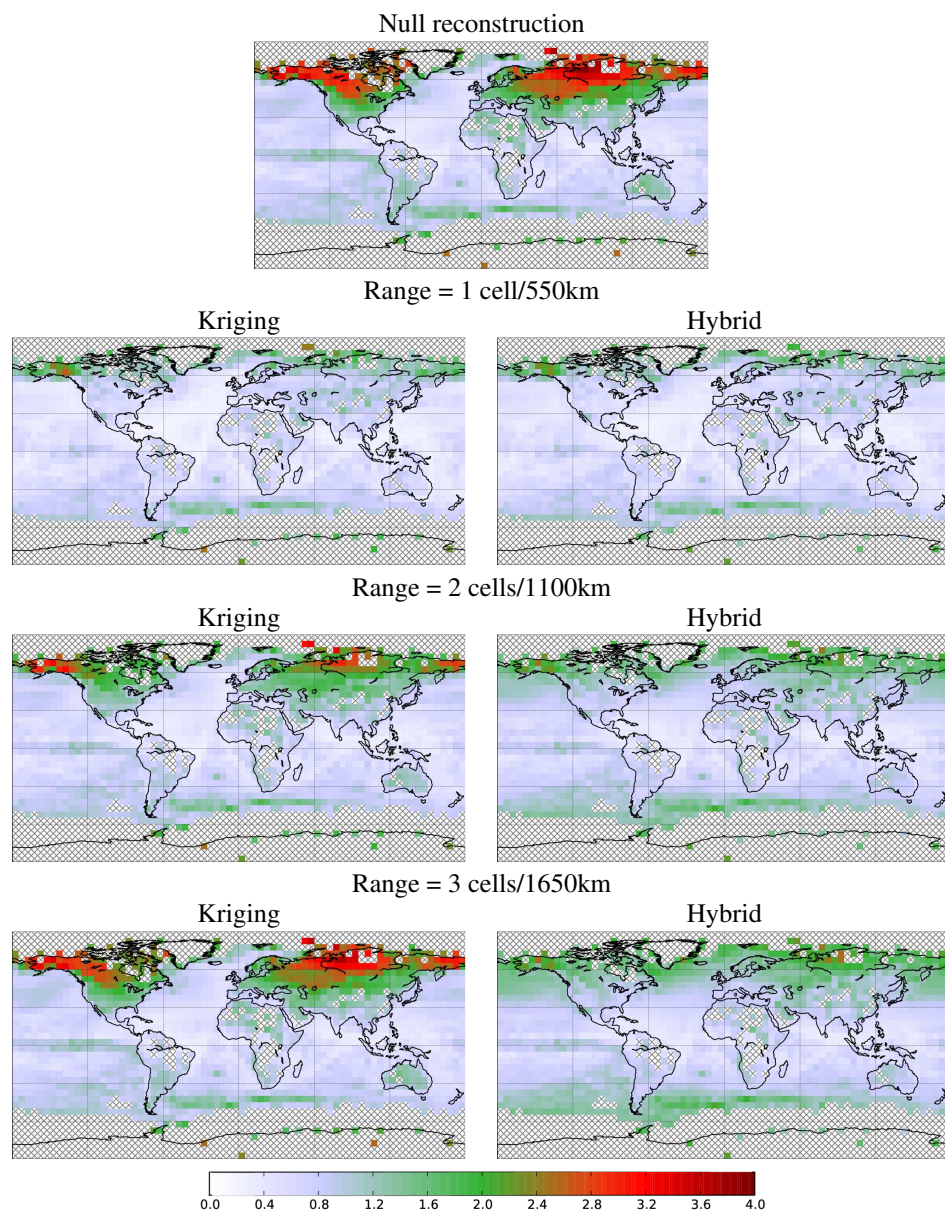 Null reconstruction
Range = 1 cell/550km
Kriging Hybrid
Range = 2 cells/1100km
Kriging Hybrid
Range = 3 cells/1650km
Kriging Hybrid
0.0 0.4 0.8 1.2 1.6 2.0 2.4 2.8 3.2 3.6 4.0